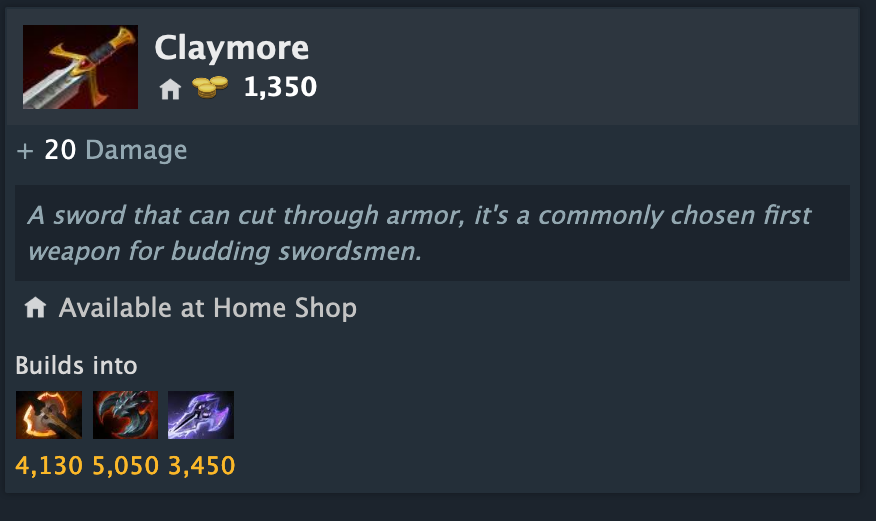 Claymore
1,350
+ 20 Damage
A sword that can cut through armor, it's a commonly chosen first
weapon for budding swordsmen.
Available at Home Shop
Builds into
4,130 5,050 3,450